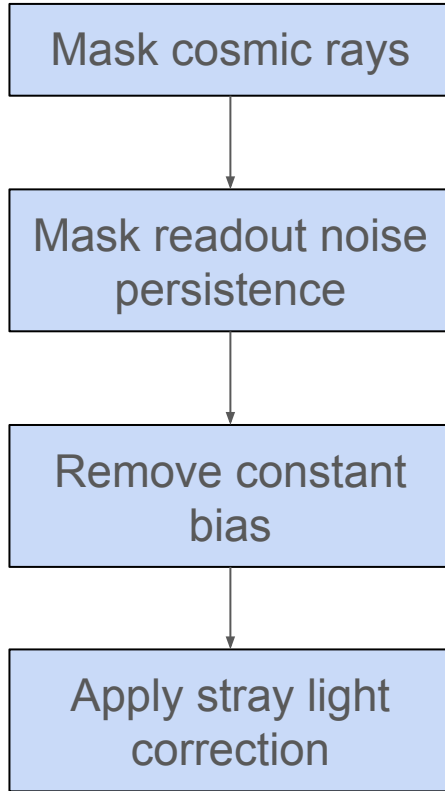 Mask cosmic rays
Mask readout noise
persistence
Remove constant
bias
Apply stray light
correction